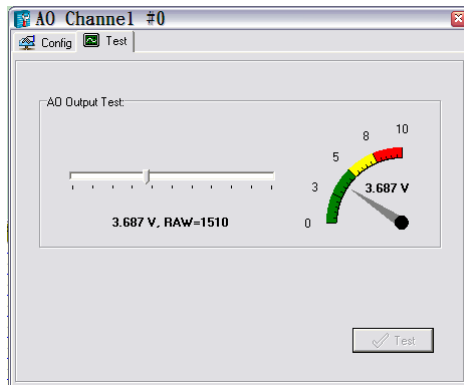 AO Channel #0
Config Test
AO Output Test:
10
8
5
3
0
3.687 V
3.687 V, RAW=1510
Test